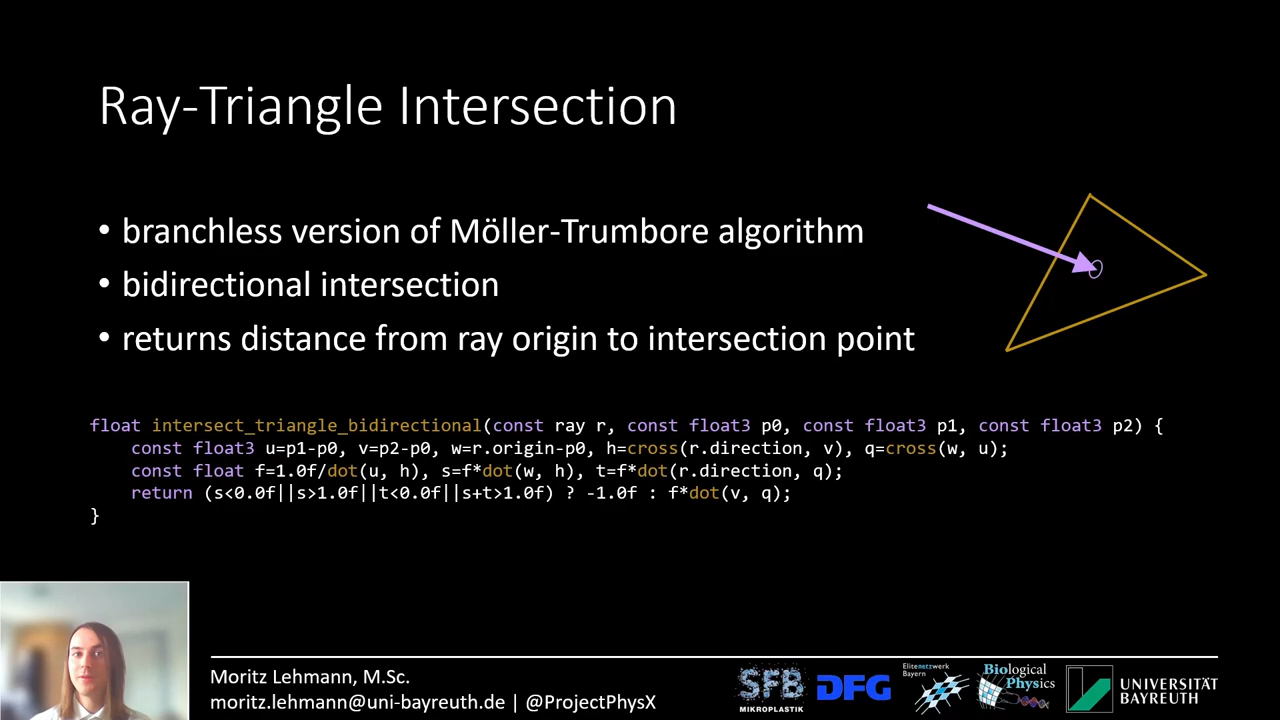 Ray-Triangle Intersection
• branchless version of Möller-Trumbore algorithm
• bidirectional intersection
• returns distance from ray origin to intersection point
float intersect_triangle_bidirectional(const ray r, const float3 p0, const float3 p1, const float3 p2) {
    const float3 u=p1-p0, v=p2-p0, w=r.origin-p0, h=cross(r.direction, v), q=cross(w, u);
    const float f=1.0f/dot(u, h), s=f*dot(w, h), t=f*dot(r.direction, q);
    return (s<0.0f||s>1.0f||t<0.0f||s+t>1.0f) ? -1.0f : f*dot(v, q);
}
Moritz Lehmann, M.Sc.
moritz.lehmann@uni-bayreuth.de | @ProjectPhysX
SFB
MIKROPLASTIK
DFG
Elitenetzwerk
Bayern
Biological
Physics
UNIVERSITÄT
BAYREUTH